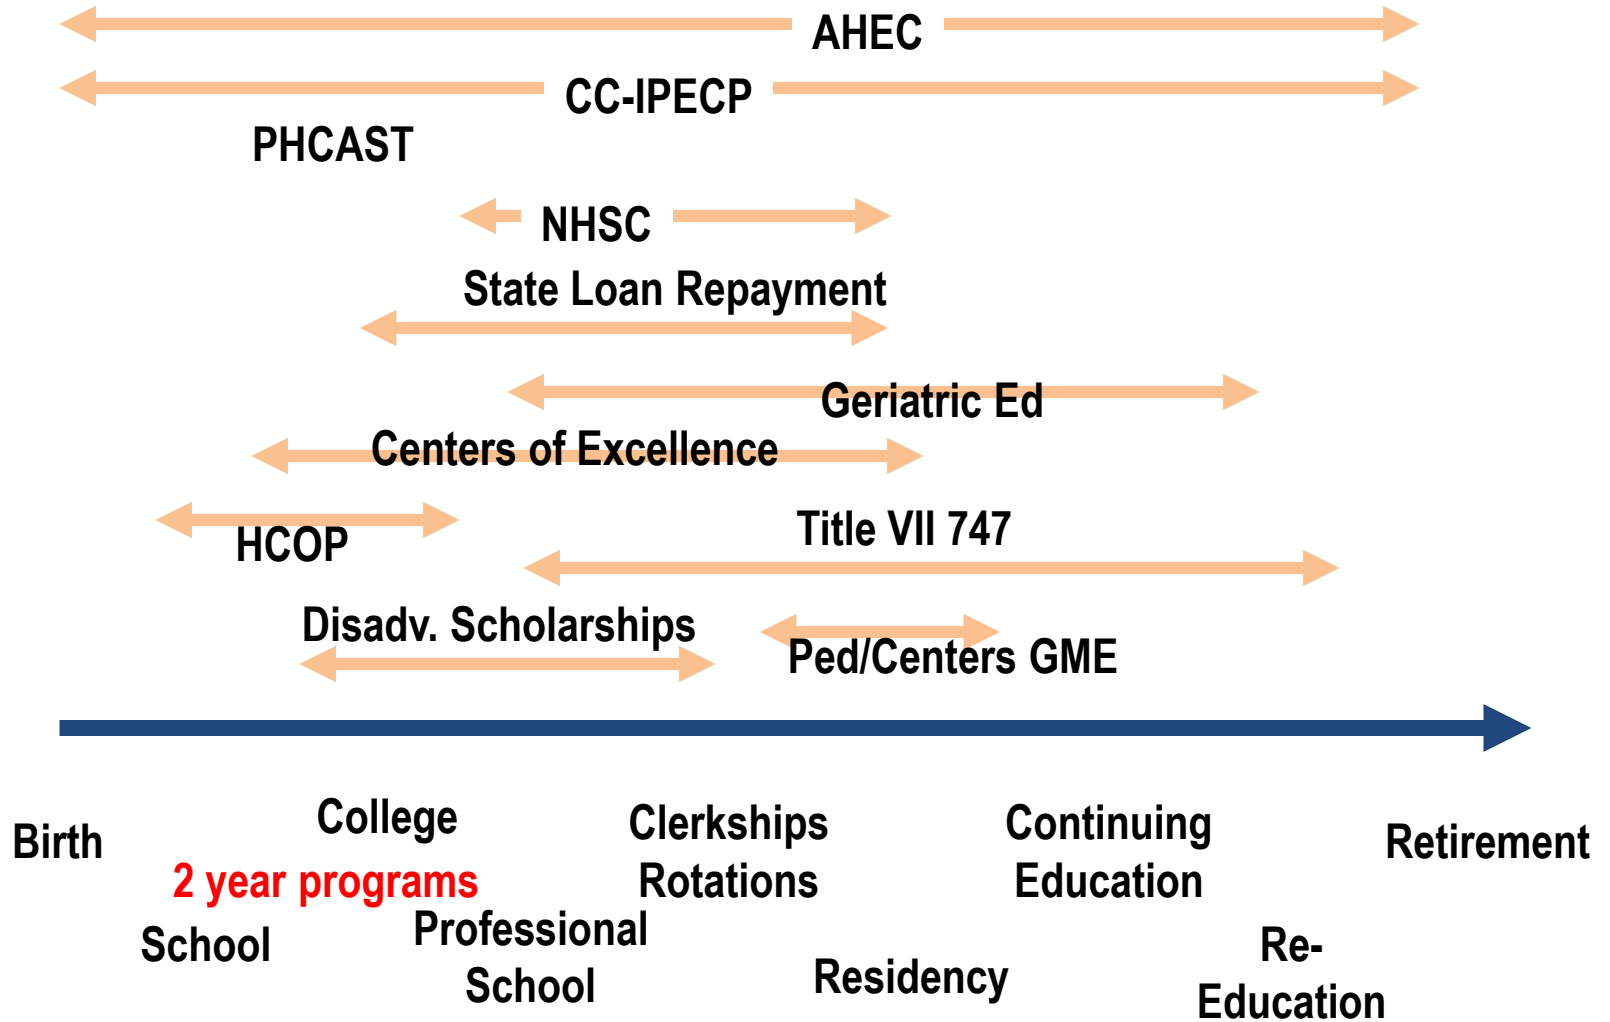 AHEC
CC-IPECP
PHCAST
NHSC
State Loan Repayment
Geriatric Ed
Centers of Excellence
HCOP
Title VII 747
Disadv. Scholarships
Ped/Centers GME
Birth
College
2 year programs
School
Professional
School
Clerkships
Rotations
Residency
Continuing
Education
Re-
Education
Retirement